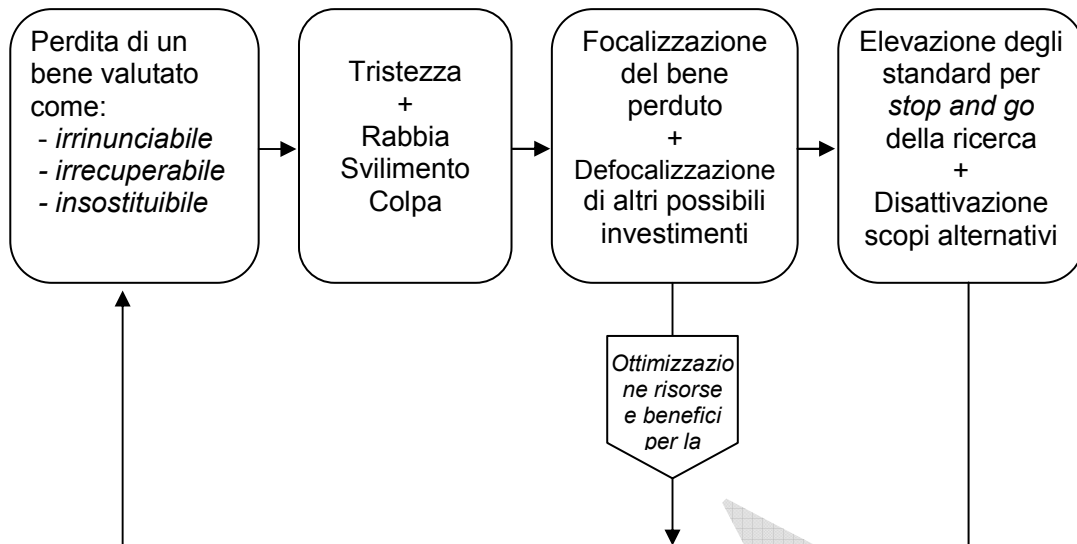 Perdita di un
bene valutato
come:
- irrinunciabile
- irrecuperabile
- insostituibile
Tristezza
+
Rabbia
Svilimento
Colpa
Focalizzazione
del bene
perduto
+
Defocalizzazione
di altri possibili
investimenti
Elevazione degli
standard per
stop and go
della ricerca
+
Disattivazione
scopi alternativi
Ottimizzazio
ne risorse
e benefici
per la